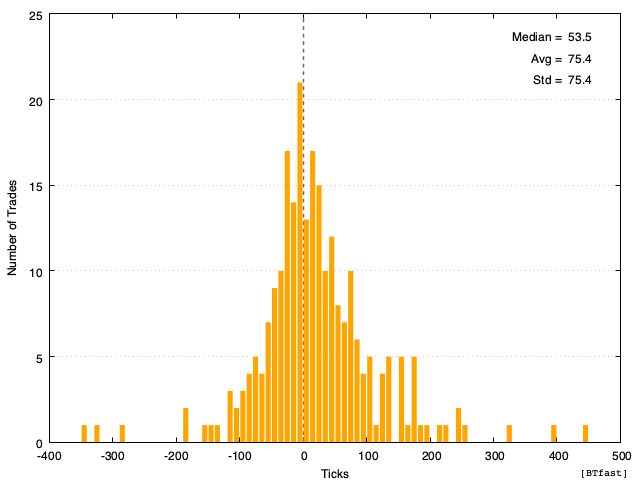 Median = 53.5
Avg = 75.4
Std = 75.4
25
20
15
10
5
0
Number of Trades
-400 -300 -200 -100 0 100 200 300 400 500
Ticks
[BTfast]